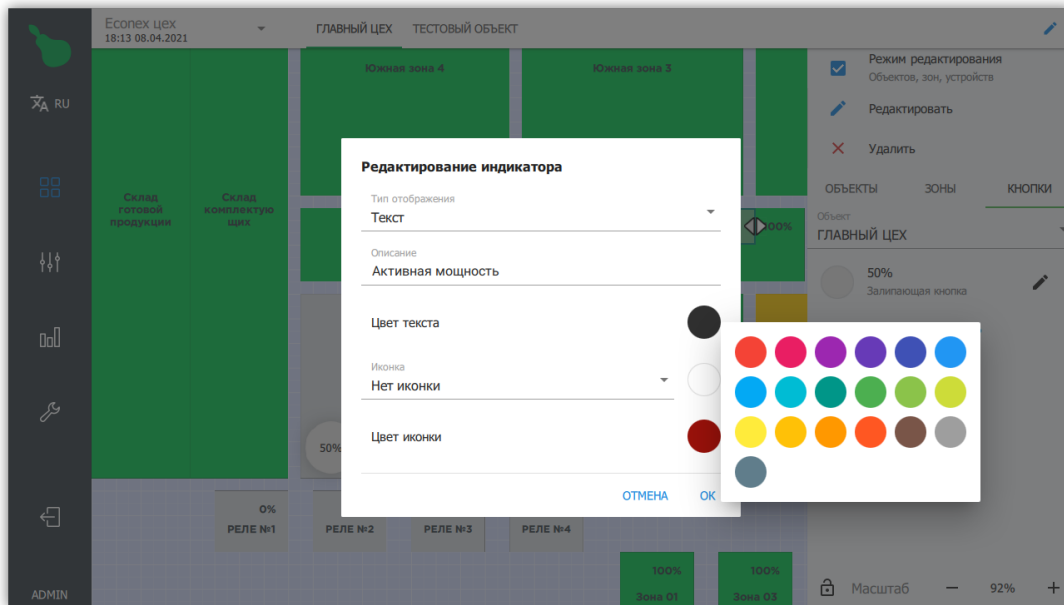 Econex цех
18:13 08.04.2021
ГЛАВНЫЙ ЦЕХ
ТЕСТОВЫЙ ОБЪЕКТ
RU
Южная зона 4
Южная зона 3
Склад
готовой
продукции
Склад
комплектую
щих
100%
50%
0%
РЕЛЕ №1
РЕЛЕ №2
РЕЛЕ №3
РЕЛЕ №4
100%
Зона 01
100%
Зона 03
ADMIN
Редактирование индикатора
Тип отображения
Текст
Описание
Активная мощность
Цвет текста
Иконка
Нет иконки
Цвет иконки
ОТМЕНА
ОК
Режим редактирования
Объектов, зон, устройств
Редактировать
Удалить
ОБЪЕКТЫ
ЗОНЫ
КНОПКИ
Объект
ГЛАВНЫЙ ЦЕХ
50%
Залипающая кнопка
Масштаб
92%